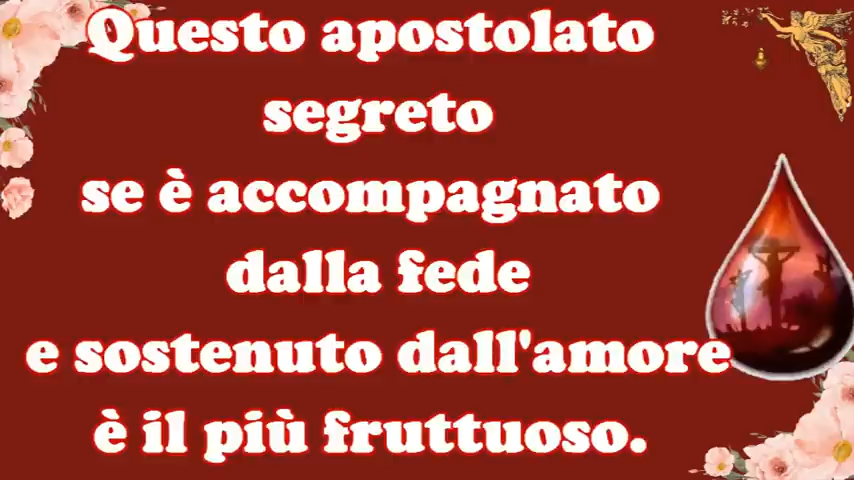 Questo apostolato
segreto
se è accompagnato
dalla fede
e sostenuto dall'amore
è il più fruttuoso.